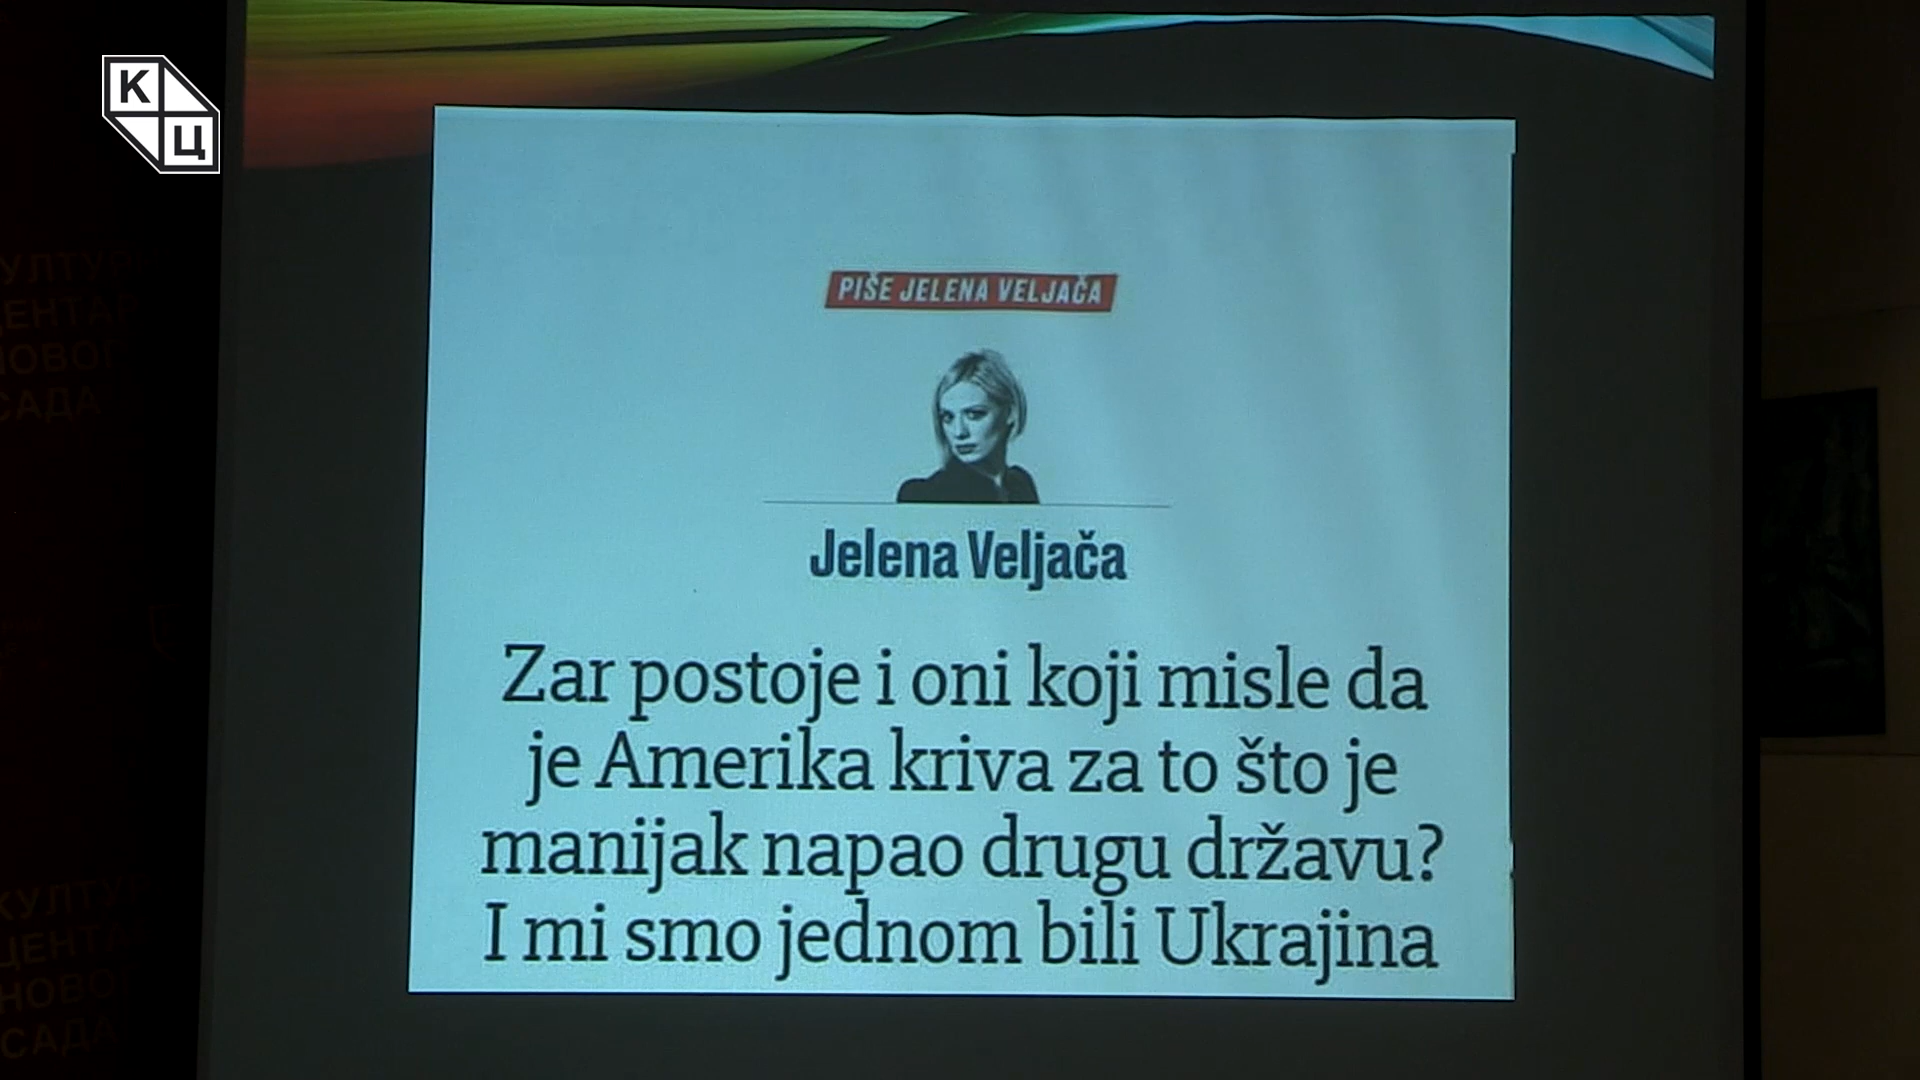 К
Ц
PIŠE JELENA VELJAČA
Jelena Veljača
Zar postoje i oni koji misle da
je Amerika kriva za to što je
manijak napao drugu državu?
I mi smo jednom bili Ukrajina
САДА